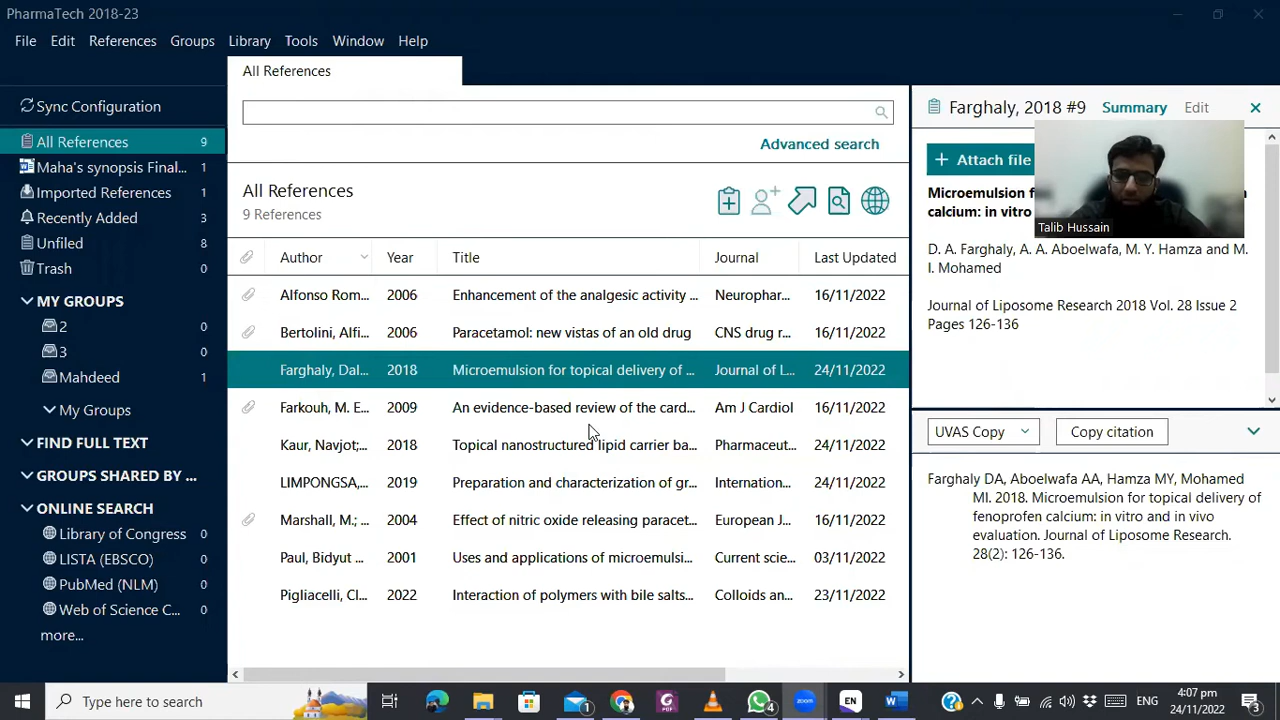 PharmaTech 2018-23
File Edit References Groups Library Tools Window Help
All References
Sync Configuration
All References 9
Maha's synopsis Final... 1
Imported References 1
Recently Added 3
Unfiled 8
Trash 0
MY GROUPS
2 0
3 0
Mahdeed 1
My Groups
FIND FULL TEXT
GROUPS SHARED BY ...
ONLINE SEARCH
Library of Congress 0
LISTA (EBSCO) 0
PubMed (NLM) 0
Web of Science C... 0
more...
Advanced search
All References
9 References
Author Year Title Journal Last Updated
Alfonso Rom... 2006 Enhancement of the analgesic activity ... Neurophar... 16/11/2022
Bertolini, Alfi... 2006 Paracetamol: new vistas of an old drug CNS drug r... 16/11/2022
Farghaly, Dal... 2018 Microemulsion for topical delivery of ... Journal of L... 24/11/2022
Farkouh, M. E... 2009 An evidence-based review of the card... Am J Cardiol 16/11/2022
Kaur, Navjot;... 2018 Topical nanostructured lipid carrier ba... Pharmaceut... 24/11/2022
LIMPONGSA,... 2019 Preparation and characterization of gr... Internation... 24/11/2022
Marshall, M.; ... 2004 Effect of nitric oxide releasing paracet... European J... 16/11/2022
Paul, Bidyut ... 2001 Uses and applications of microemulsi... Current scie... 03/11/2022
Pigliacelli, Cl... 2022 Interaction of polymers with bile salts... Colloids an... 23/11/2022
Farghaly, 2018 #9 Summary Edit
+ Attach file
Microemulsion f
calcium: in vitro
Talib Hussain
D. A. Farghaly, A. A. Aboelwafa, M. Y. Hamza and M.
I. Mohamed
Journal of Liposome Research 2018 Vol. 28 Issue 2
Pages 126-136
UVAS Copy Copy citation
Farghaly DA, Aboelwafa AA, Hamza MY, Mohamed
MI. 2018. Microemulsion for topical delivery of
fenoprofen calcium: in vitro and in vivo
evaluation. Journal of Liposome Research.
28(2): 126-136.
Type here to search
1
4
zoom
EN
ENG
4:07 pm
24/11/2022
3